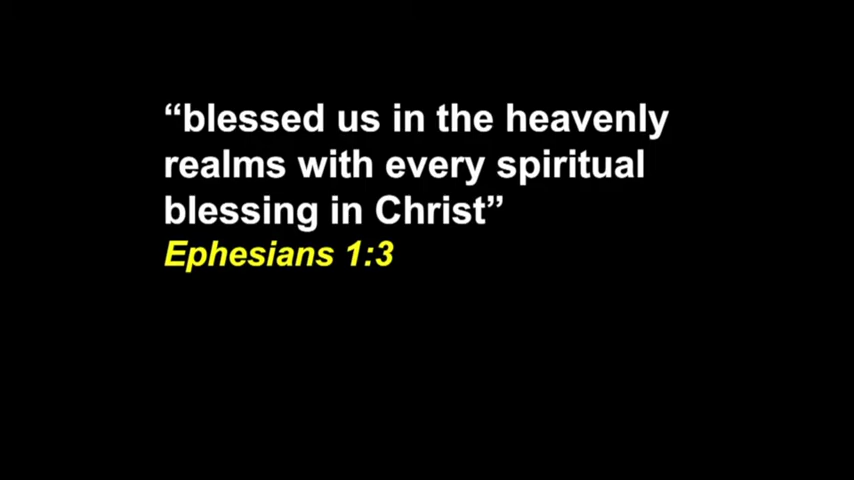 “blessed us in the heavenly
realms with every spiritual
blessing in Christ”
Ephesians 1:3